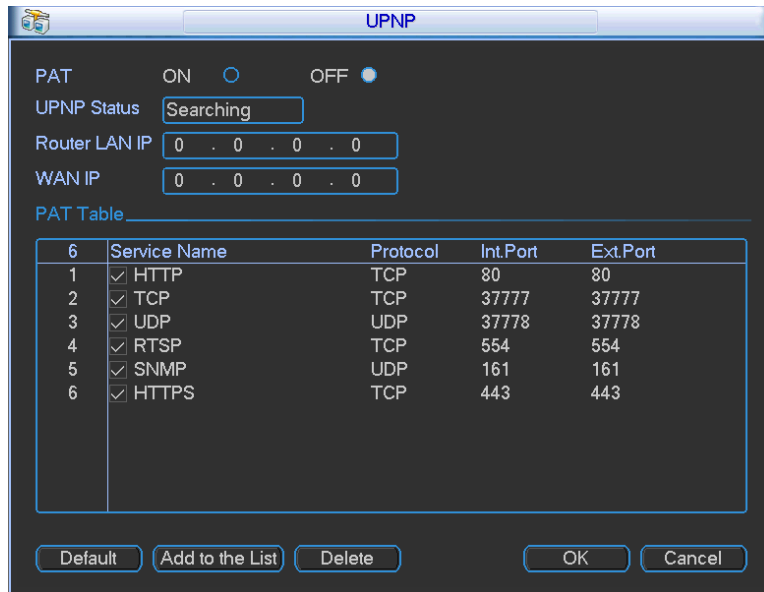 UPNP
PAT ON OFF
UPNP Status Searching
Router LAN IP 0 . 0 . 0 . 0
WAN IP 0 . 0 . 0 . 0
PAT Table
6 Service Name Protocol Int.Port Ext.Port
1 HTTP TCP 80 80
2 TCP TCP 37777 37777
3 UDP UDP 37778 37778
4 RTSP TCP 554 554
5 SNMP UDP 161 161
6 HTTPS TCP 443 443
Default Add to the List Delete OK Cancel